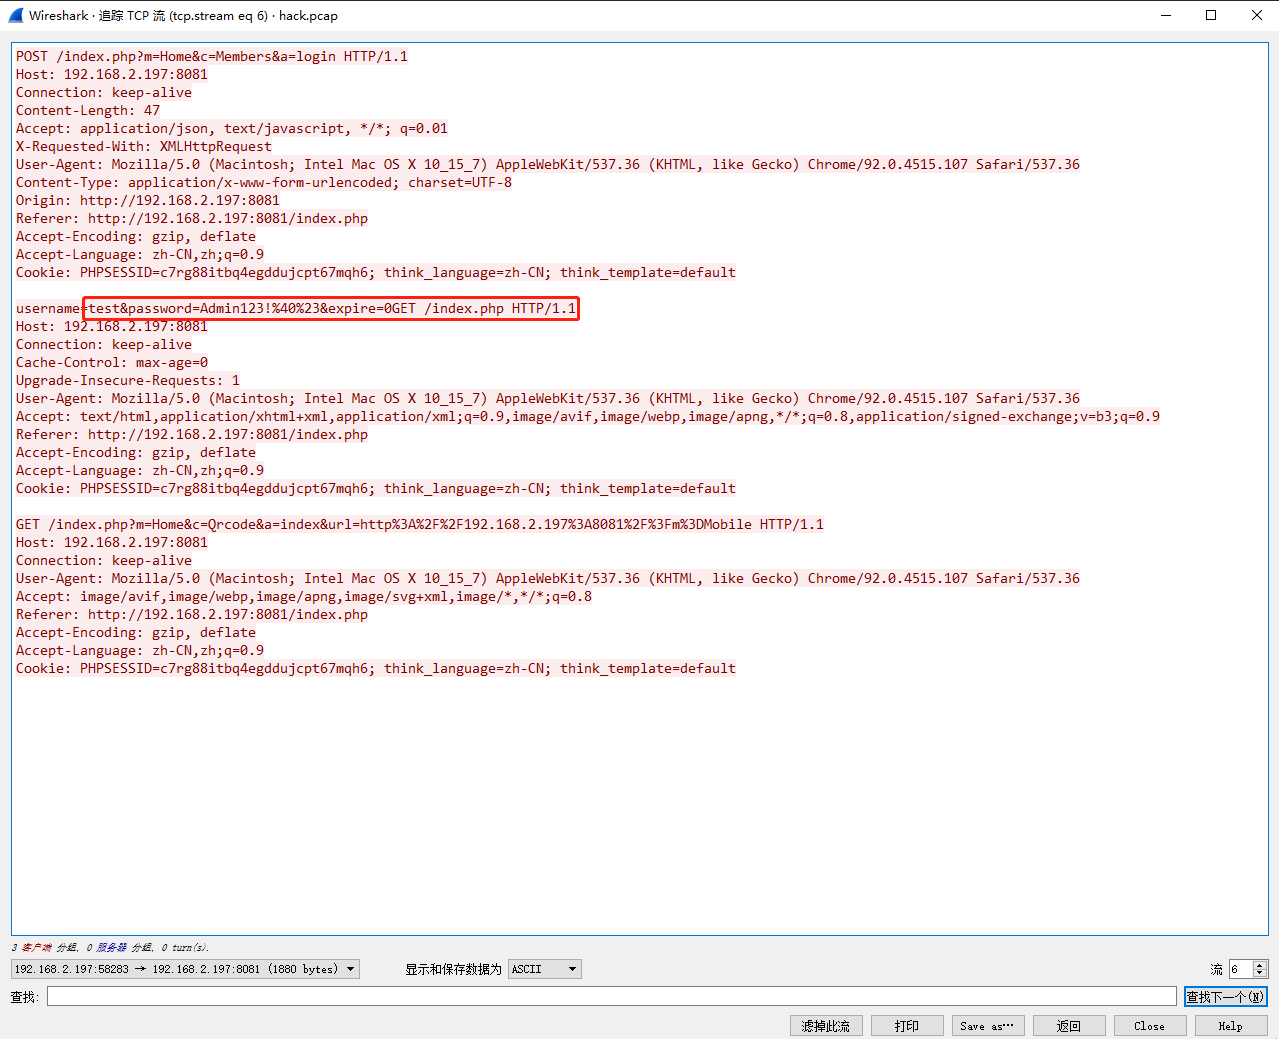 Wireshark · 追踪 TCP 流 (tcp.stream eq 6) · hack.pcap
POST /index.php?m=Home&c=Members&a=login HTTP/1.1
Host: 192.168.2.197:8081
Connection: keep-alive
Content-Length: 47
Accept: application/json, text/javascript, */*; q=0.01
X-Requested-With: XMLHttpRequest
User-Agent: Mozilla/5.0 (Macintosh; Intel Mac OS X 10_15_7) AppleWebKit/537.36 (KHTML, like Gecko) Chrome/92.0.4515.107 Safari/537.36
Content-Type: application/x-www-form-urlencoded; charset=UTF-8
Origin: http://192.168.2.197:8081
Referer: http://192.168.2.197:8081/index.php
Accept-Encoding: gzip, deflate
Accept-Language: zh-CN,zh;q=0.9
Cookie: PHPSESSID=c7rg88itbq4egddujcpt67mqh6; think_language=zh-CN; think_template=default
username=test&password=Admin123!%40%23&expire=0GET /index.php HTTP/1.1
Host: 192.168.2.197:8081
Connection: keep-alive
Cache-Control: max-age=0
Upgrade-Insecure-Requests: 1
User-Agent: Mozilla/5.0 (Macintosh; Intel Mac OS X 10_15_7) AppleWebKit/537.36 (KHTML, like Gecko) Chrome/92.0.4515.107 Safari/537.36
Accept: text/html,application/xhtml+xml,application/xml;q=0.9,image/avif,image/webp,image/apng,*/*;q=0.8,application/signed-exchange;v=b3;q=0.9
Referer: http://192.168.2.197:8081/index.php
Accept-Encoding: gzip, deflate
Accept-Language: zh-CN,zh;q=0.9
Cookie: PHPSESSID=c7rg88itbq4egddujcpt67mqh6; think_language=zh-CN; think_template=default
GET /index.php?m=Home&c=Qrcode&a=index&url=http%3A%2F%2F192.168.2.197%3A8081%2F%3Fm%3DMobile HTTP/1.1
Host: 192.168.2.197:8081
Connection: keep-alive
User-Agent: Mozilla/5.0 (Macintosh; Intel Mac OS X 10_15_7) AppleWebKit/537.36 (KHTML, like Gecko) Chrome/92.0.4515.107 Safari/537.36
Accept: image/avif,image/webp,image/apng,image/svg+xml,image/*,*/*;q=0.8
Referer: http://192.168.2.197:8081/index.php
Accept-Encoding: gzip, deflate
Accept-Language: zh-CN,zh;q=0.9
Cookie: PHPSESSID=c7rg88itbq4egddujcpt67mqh6; think_language=zh-CN; think_template=default
3 客户端 分组, 0 服务器 分组, 0 turn(s).
192.168.2.197:58283 → 192.168.2.197:8081 (1880 bytes) 显示和保存数据为 ASCII 流 6
查找: 查找下一个(N)
滤掉此流 打印 Save as… 返回 Close Help